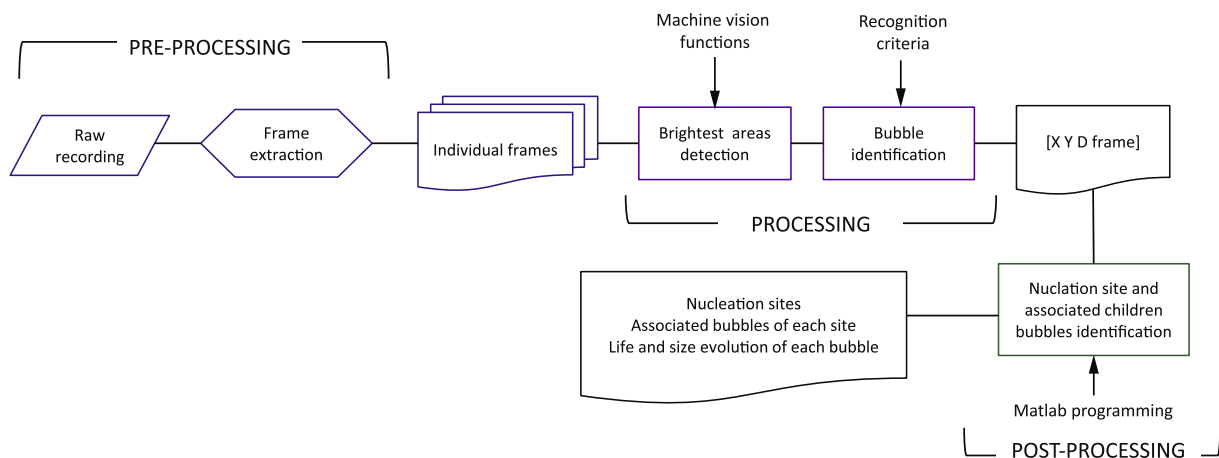 PRE-PROCESSING
Raw
recording
Frame
extraction
Individual frames
Machine vision
functions
Brightest areas
detection
Recognition
criteria
Bubble
identification
[X Y D frame]
PROCESSING
Nuclation site and
associated children
bubbles identification
Matlab programming
POST-PROCESSING
Nucleation sites
Associated bubbles of each site
Life and size evolution of each bubble